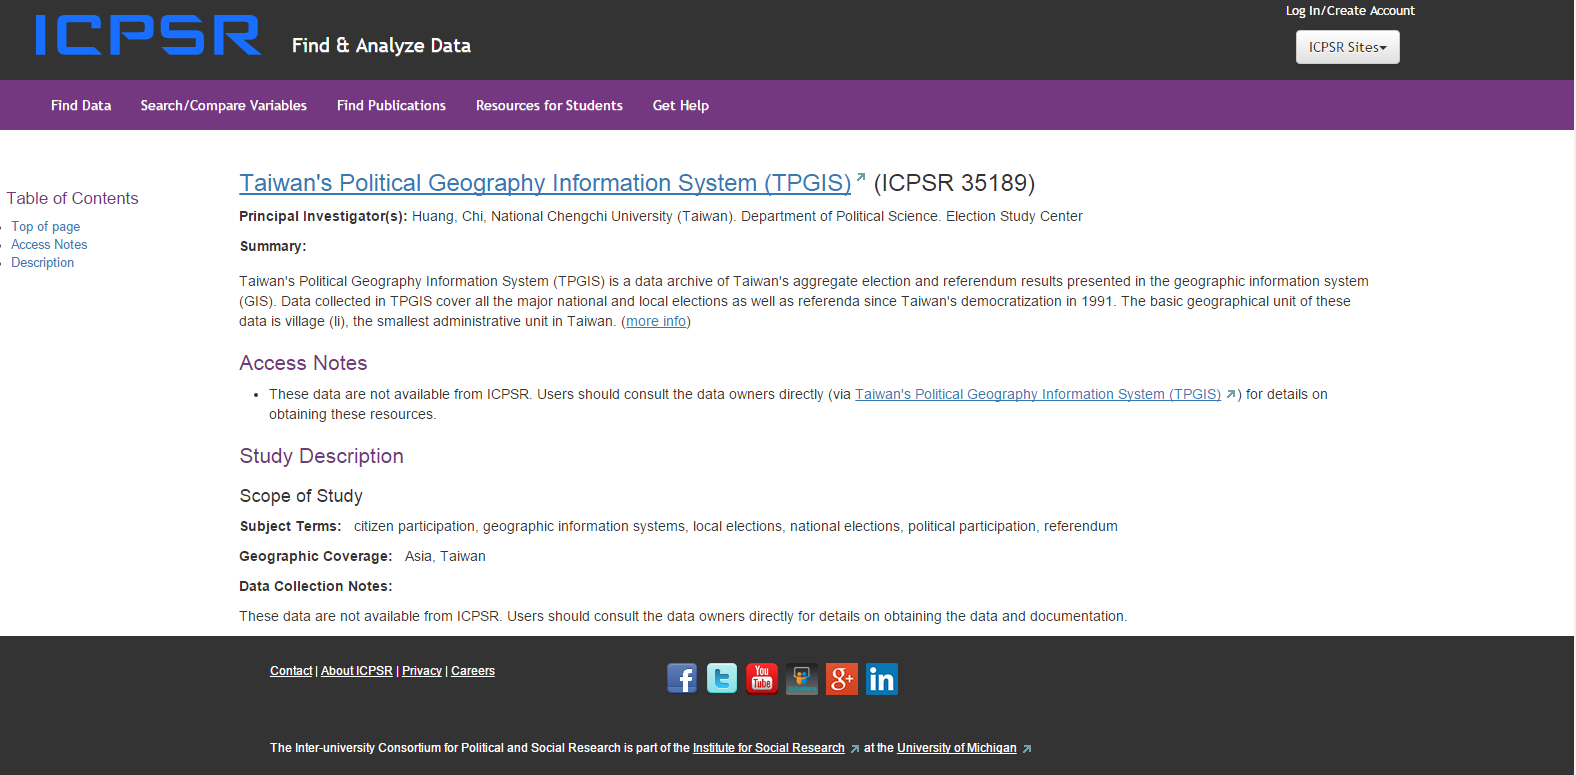 ICPSR
Find & Analyze Data
Log In/Create Account
ICPSR Sites
Find Data Search/Compare Variables Find Publications Resources for Students Get Help
Table of Contents
Top of page
Access Notes
Description
Taiwan's Political Geography Information System (TPGIS) (ICPSR 35189)
Principal Investigator(s): Huang, Chi, National Chengchi University (Taiwan). Department of Political Science. Election Study Center
Summary:
Taiwan's Political Geography Information System (TPGIS) is a data archive of Taiwan's aggregate election and referendum results presented in the geographic information system
(GIS). Data collected in TPGIS cover all the major national and local elections as well as referenda since Taiwan's democratization in 1991. The basic geographical unit of these
data is village (li), the smallest administrative unit in Taiwan. (more info)
Access Notes
• These data are not available from ICPSR. Users should consult the data owners directly (via Taiwan's Political Geography Information System (TPGIS) ) for details on
obtaining these resources.
Study Description
Scope of Study
Subject Terms: citizen participation, geographic information systems, local elections, national elections, political participation, referendum
Geographic Coverage: Asia, Taiwan
Data Collection Notes:
These data are not available from ICPSR. Users should consult the data owners directly for details on obtaining the data and documentation.
Contact | About ICPSR | Privacy | Careers
f t You Tube g+ in
The Inter-university Consortium for Political and Social Research is part of the Institute for Social Research at the University of Michigan